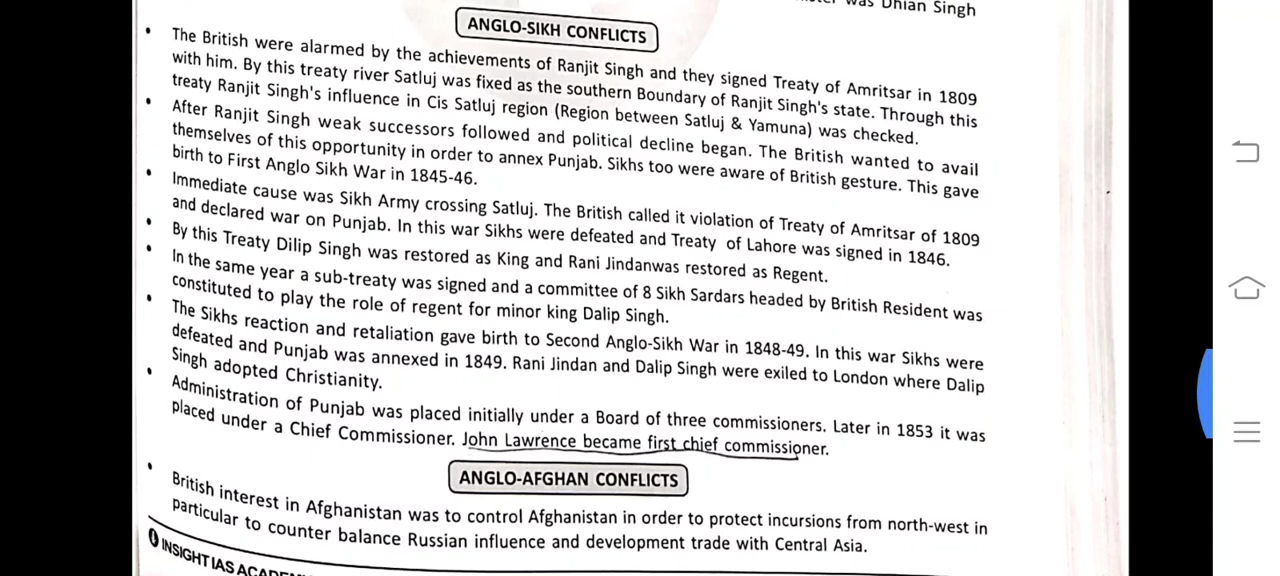 was Dhian Singh
ANGLO-SIKH CONFLICTS
• The British were alarmed by the achievements of Ranjit Singh and they signed Treaty of Amritsar in 1809
with him. By this treaty river Satluj was fixed as the southern Boundary of Ranjit Singh's state. Through this
treaty Ranjit Singh's influence in Cis Satluj region (Region between Satluj & Yamuna) was checked.
• After Ranjit Singh weak successors followed and political decline began. The British wanted to avail
themselves of this opportunity in order to annex Punjab. Sikhs too were aware of British gesture. This gave
birth to First Anglo Sikh War in 1845-46.
• Immediate cause was Sikh Army crossing Satluj. The British called it violation of Treaty of Amritsar of 1809
and declared war on Punjab. In this war Sikhs were defeated and Treaty of Lahore was signed in 1846.
• By this Treaty Dilip Singh was restored as King and Rani Jindanwas restored as Regent.
• In the same year a sub-treaty was signed and a committee of 8 Sikh Sardars headed by British Resident was
constituted to play the role of regent for minor king Dalip Singh.
• The Sikhs reaction and retaliation gave birth to Second Anglo-Sikh War in 1848-49. In this war Sikhs were
defeated and Punjab was annexed in 1849. Rani Jindan and Dalip Singh were exiled to London where Dalip
Singh adopted Christianity.
• Administration of Punjab was placed initially under a Board of three commissioners. Later in 1853 it was
placed under a Chief Commissioner. John Lawrence became first chief commissioner.
ANGLO-AFGHAN CONFLICTS
• British interest in Afghanistan was to control Afghanistan in order to protect incursions from north-west in
particular to counter balance Russian influence and development trade with Central Asia.
INSIGHT IAS